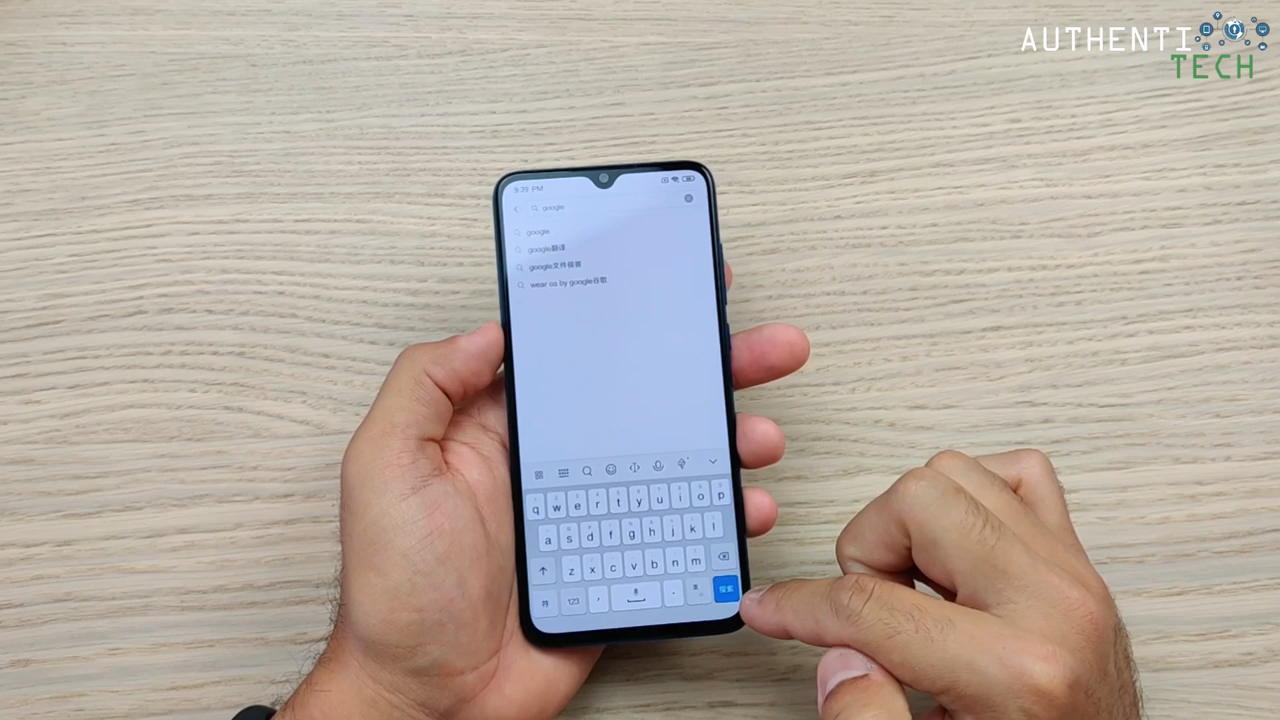 AUTHENTI
TECH
9:39 PM
google
google
google翻译
google文件极客
wear os by google谷歌
q w e r t y u i o p
a s d f g h j k l
z x c v b n m
符 123 , . 搜索